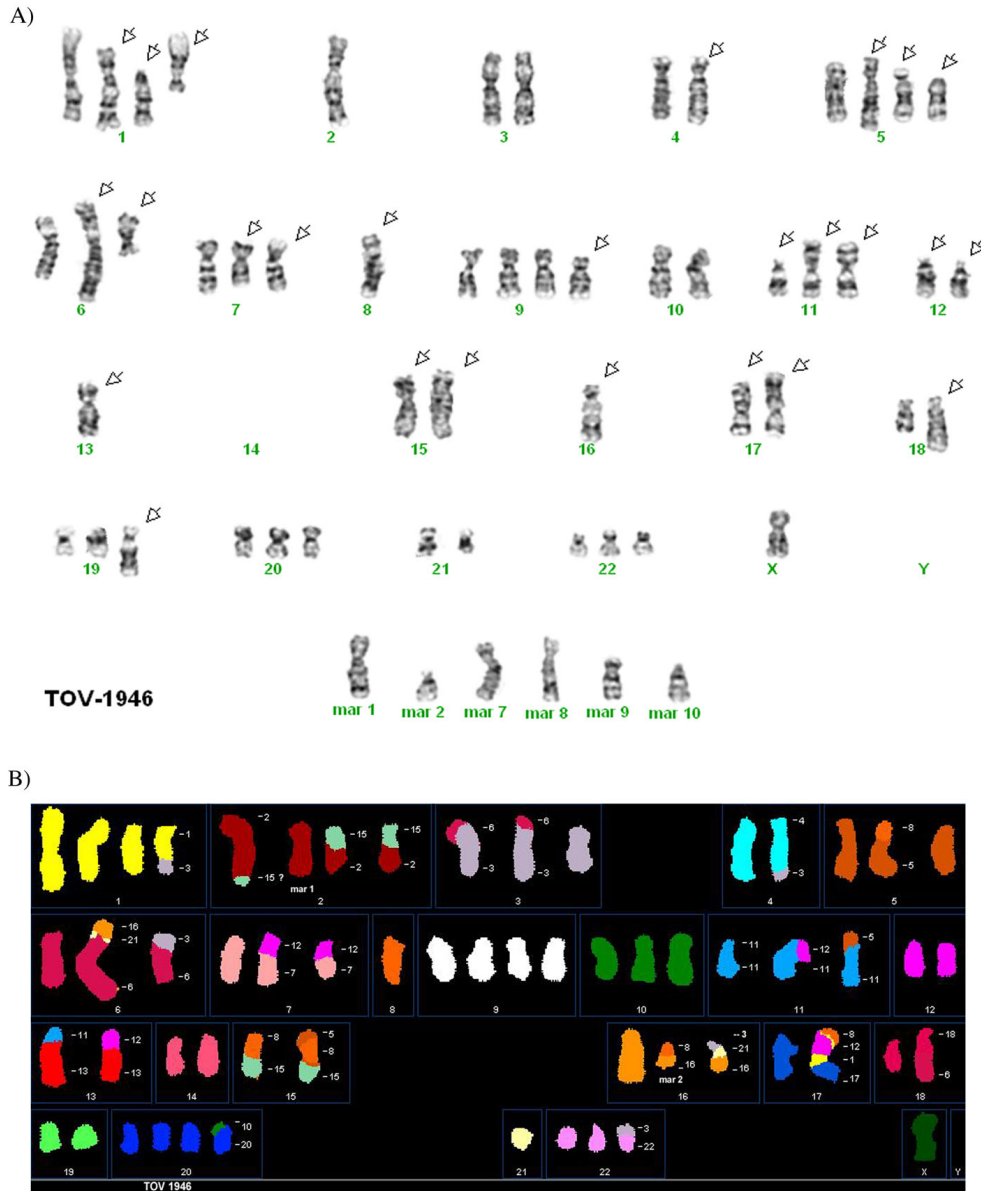 A)
1 2 3 4 5
6 7 8 9 10 11 12
13 14 15 16 17 18
19 20 21 22 X Y
TOV-1946
mar 1 mar 2 mar 7 mar 8 mar 9 mar 10
B)
-1 -3 -2 -15 ? mar 1 -15 -2 -15 -2 -6 -3 -6 -3 -4 -3 -8 -5
1 2 3 4 5
-16 -21 -6 -3 -6 -12 -7 -12 -7 -11 -11 -12 -11 -5 -11
6 7 8 9 10 11 12
-11 -13 -12 -13 -8 -15 -5 -8 -15 -8 -16 mar 2 --3 -21 -16 -8 -12 -1 -17 -18 -6
13 14 15 16 17 18
-10 -20 -3 -22
19 20 21 22 X Y
TOV 1946